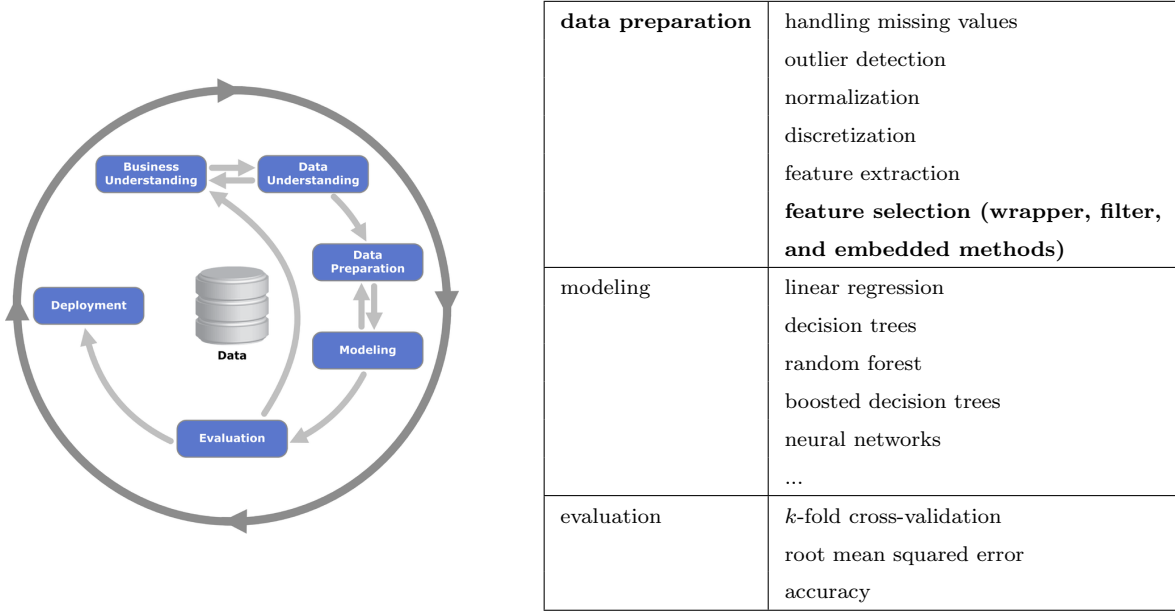 Business
Understanding
Data
Understanding
Data
Preparation
Deployment
Data
Modeling
Evaluation
data preparation
handling missing values
outlier detection
normalization
discretization
feature extraction
feature selection (wrapper, filter,
and embedded methods)
modeling
linear regression
decision trees
random forest
boosted decision trees
neural networks
...
evaluation
k-fold cross-validation
root mean squared error
accuracy